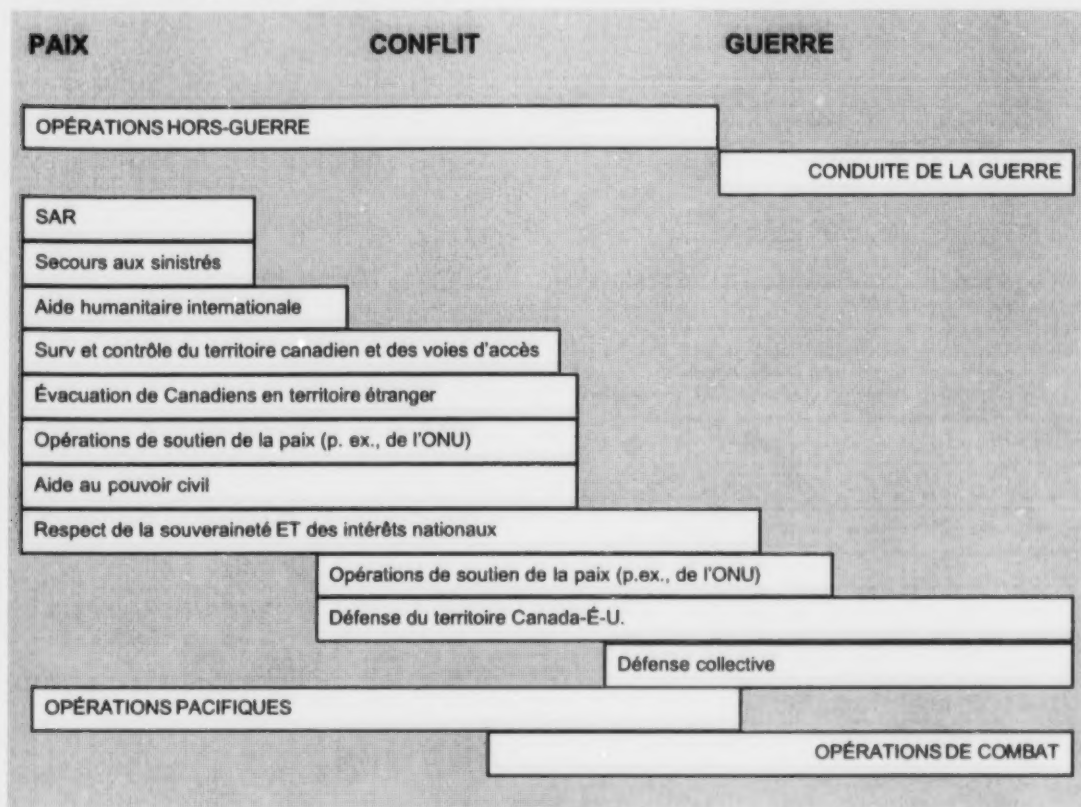 PAIX CONFLIT GUERRE
OPÉRATIONS HORS-GUERRE
CONDUITE DE LA GUERRE
SAR
Secours aux sinistrés
Aide humanitaire internationale
Surv et contrôle du territoire canadien et des voies d'accès
Évacuation de Canadiens en territoire étranger
Opérations de soutien de la paix (p. ex., de l'ONU)
Aide au pouvoir civil
Respect de la souveraineté ET des intérêts nationaux
Opérations de soutien de la paix (p.ex., de l'ONU)
Défense du territoire Canada-É-U.
Défense collective
OPÉRATIONS PACIFIQUES
OPÉRATIONS DE COMBAT